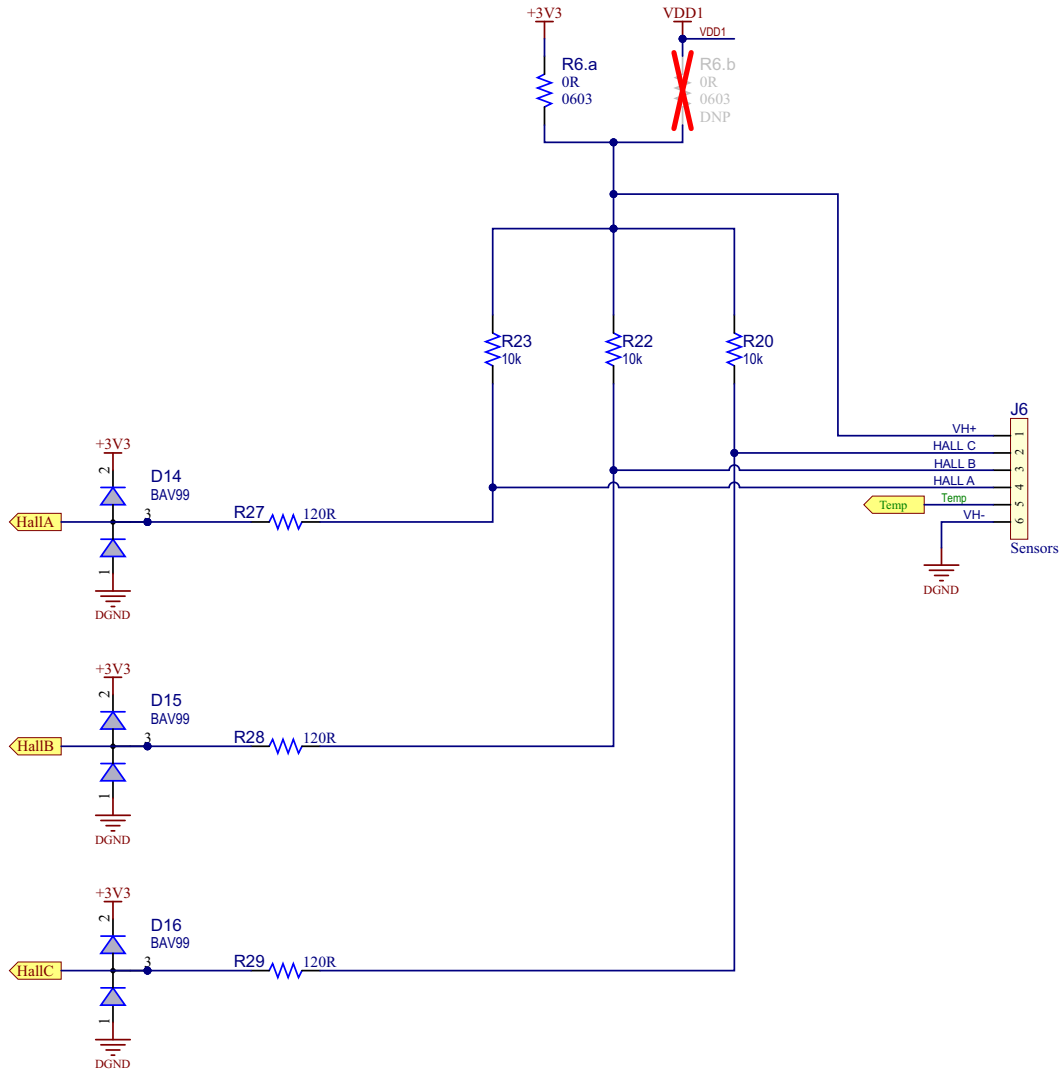 +3V3
VDD1
VDD1
R6.a
0R
0603
R6.b
0R
0603
DNP
R23
10k
R22
10k
R20
10k
J6
VH+
1
HALL C
2
HALL B
3
HALL A
4
Temp
Temp
5
VH-
6
Sensors
DGND
+3V3
2
D14
BAV99
HallA
3
R27
120R
1
DGND
+3V3
2
D15
BAV99
HallB
3
R28
120R
1
DGND
+3V3
2
D16
BAV99
HallC
3
R29
120R
1
DGND